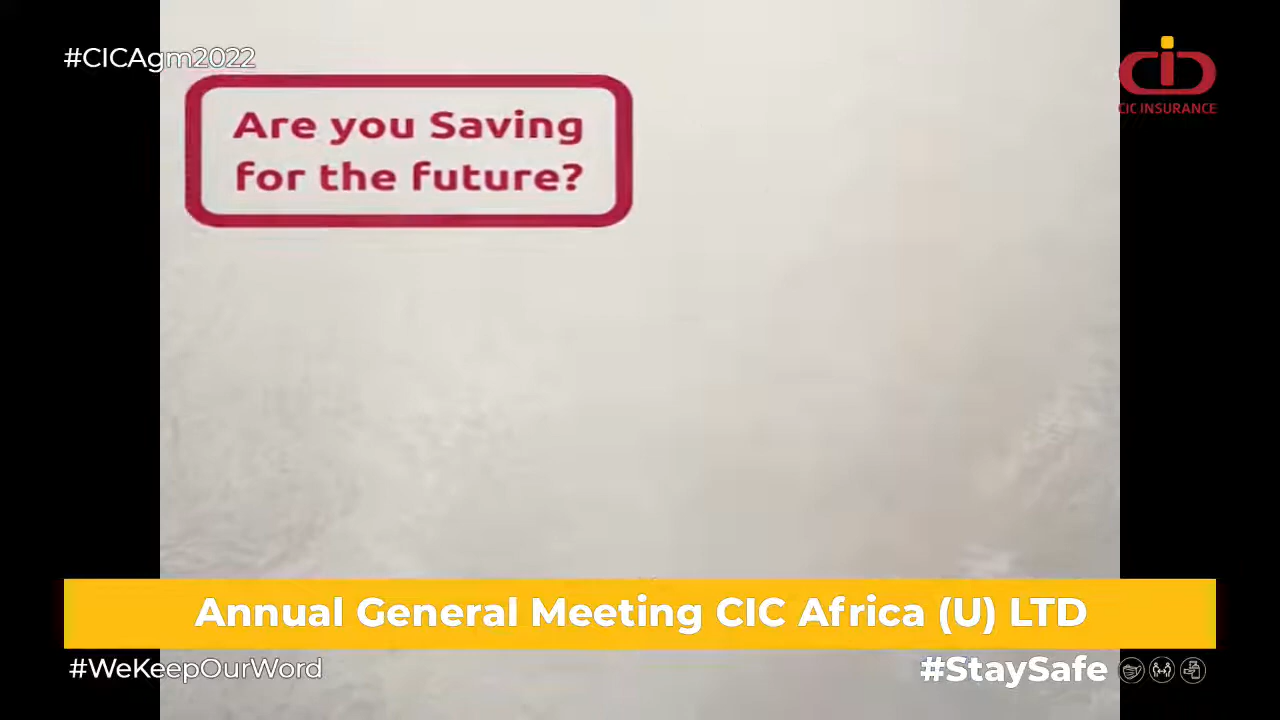 #CICAgm2022
CIC INSURANCE
Are you Saving
for the future?
Annual General Meeting CIC Africa (U) LTD
#WeKeepOurWord
#StaySafe